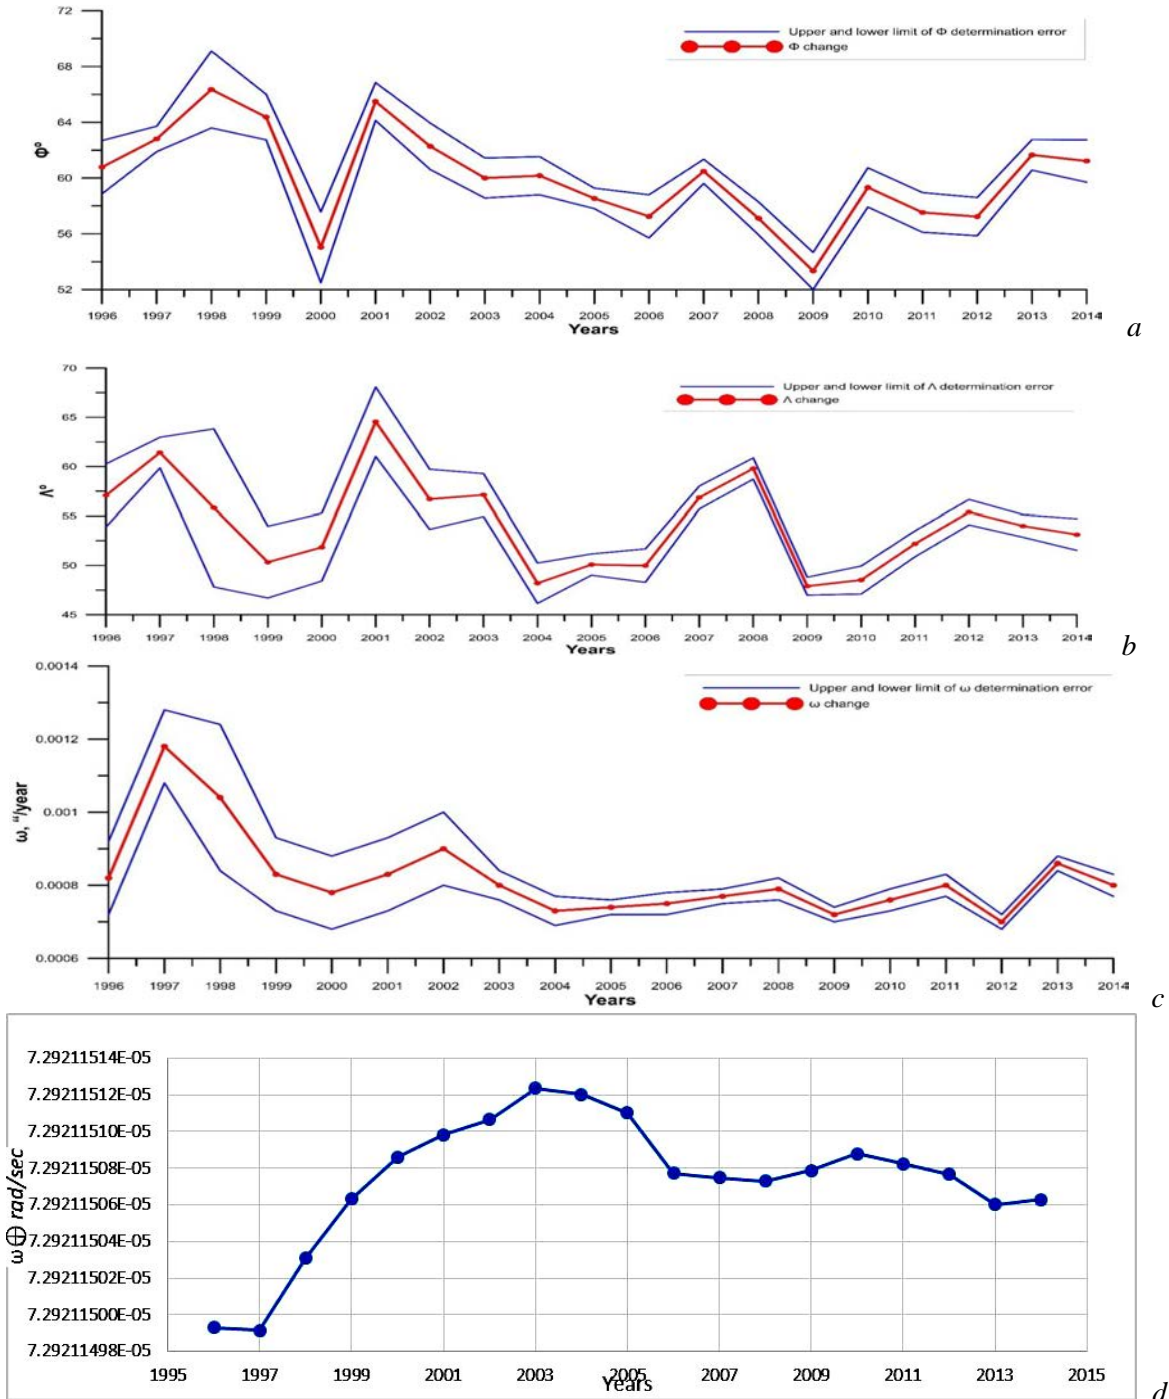 72
68
64
60
56
52
Φº
Upper and lower limit of Φ determination error
Φ change
1996 1997 1998 1999 2000 2001 2002 2003 2004 2005 2006 2007 2008 2009 2010 2011 2012 2013 2014
Years
a
70
65
60
55
50
45
Λº
Upper and lower limit of Λ determination error
Λ change
1996 1997 1998 1999 2000 2001 2002 2003 2004 2005 2006 2007 2008 2009 2010 2011 2012 2013 2014
Years
b
0.0014
0.0012
0.001
0.0008
0.0006
ω, "/year
Upper and lower limit of ω determination error
ω change
1996 1997 1998 1999 2000 2001 2002 2003 2004 2005 2006 2007 2008 2009 2010 2011 2012 2013 2014
Years
c
7.29211514E-05
7.29211512E-05
7.29211510E-05
7.29211508E-05
7.29211506E-05
7.29211504E-05
7.29211502E-05
7.29211500E-05
7.29211498E-05
ω⊕ rad/sec
1995 1997 1999 2001 2003 2005 2007 2009 2011 2013 2015
Years
d